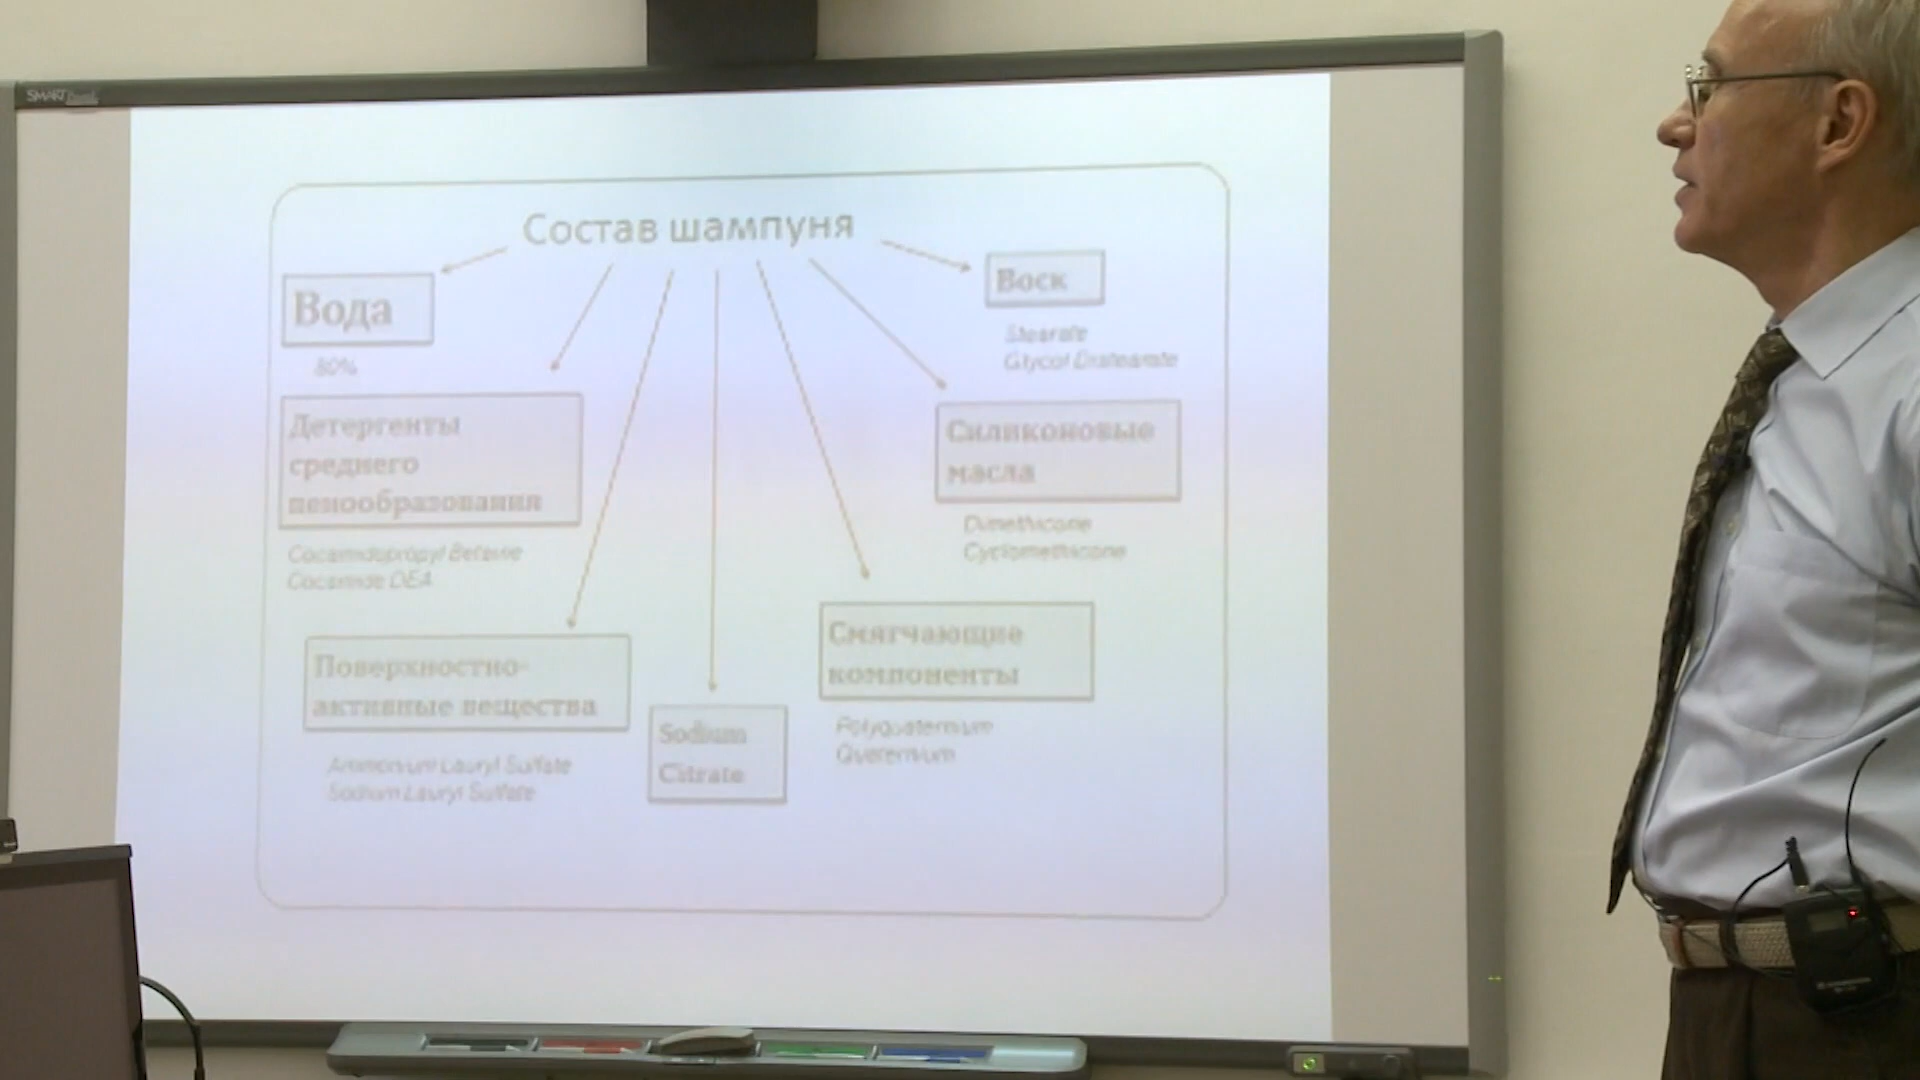 SMART
Состав шампуня
Вода
80%
Воск
Stearate
Glycol Distearate
Детергенты
среднего
пенообразования
Cocamidopropyl Betaine
Cocamide DEA
Силиконовые
масла
Dimethicone
Cyclomethicone
Поверхностно-
активные вещества
Ammonium Lauryl Sulfate
Sodium Lauryl Sulfate
Sodium
Citrate
Смягчающие
компоненты
Polyquaternium
Quaternium